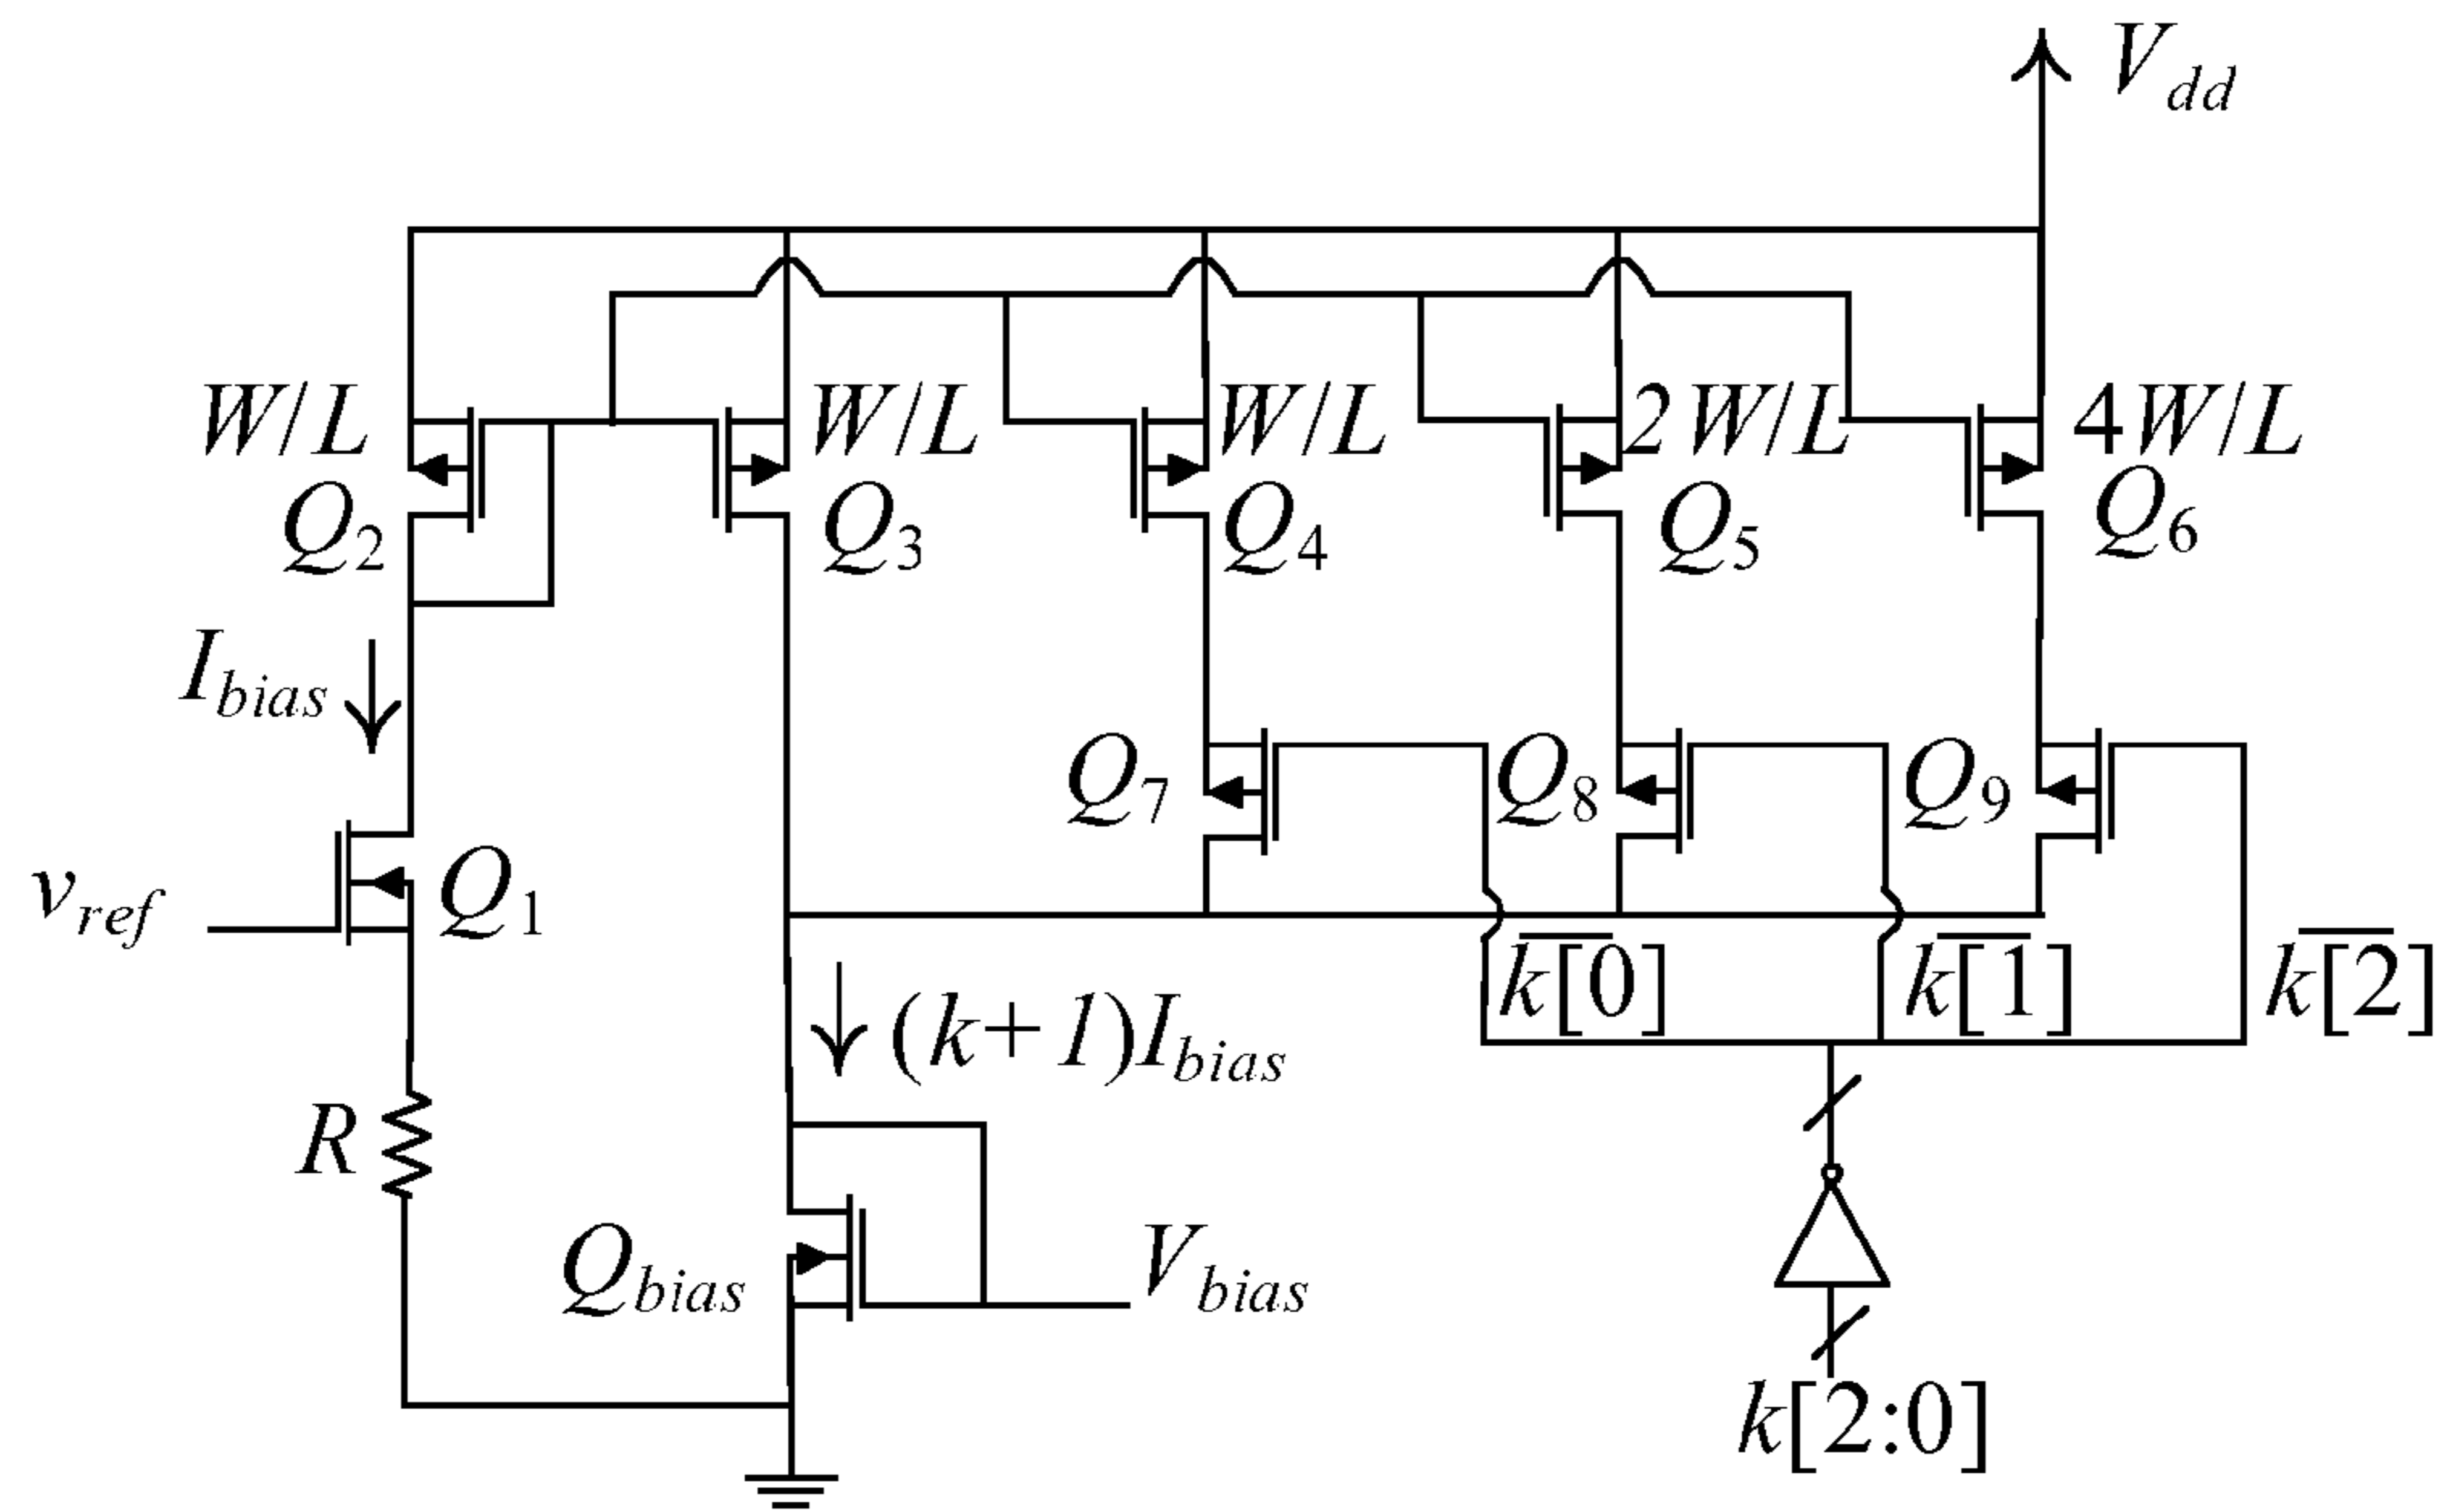 V_dd
W/L W/L W/L 2W/L 4W/L
Q_2 Q_3 Q_4 Q_5 Q_6
I_bias
Q_7 Q_8 Q_9
v_ref Q_1
k[0]̅ k[1]̅ k[2]̅
(k+1)I_bias
R
Q_bias V_bias
k[2:0]